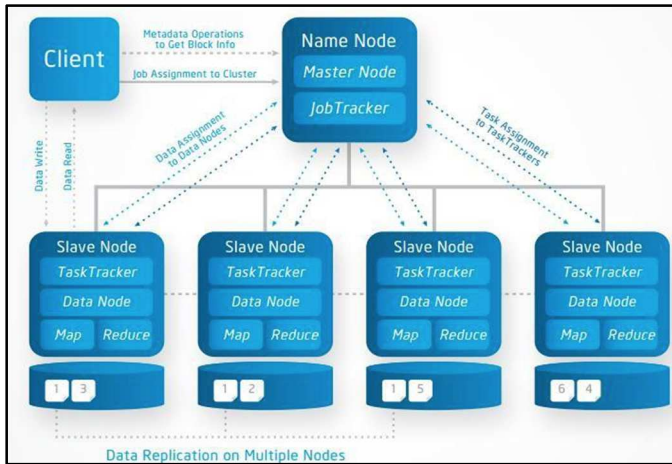 Client
Metadata Operations
to Get Block Info
Job Assignment to Cluster
Name Node
Master Node
JobTracker
Data Write
Data Read
Data Assignment
to Data Nodes
Task Assignment
to TaskTrackers
Slave Node
TaskTracker
Data Node
Map Reduce
1 3
Slave Node
TaskTracker
Data Node
Map Reduce
1 2
Slave Node
TaskTracker
Data Node
Map Reduce
1 5
Slave Node
TaskTracker
Data Node
Map Reduce
6 4
Data Replication on Multiple Nodes